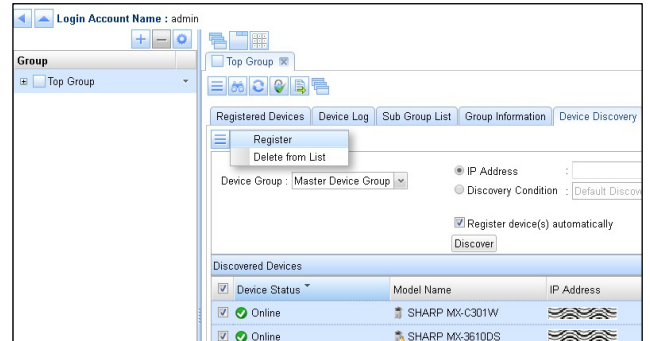 Login Account Name : admin
Group
Top Group
Top Group
Registered Devices Device Log Sub Group List Group Information Device Discovery
Register
Delete from List
Device Group : Master Device Group
IP Address :
Discovery Condition : Default Discov
Register device(s) automatically
Discover
Discovered Devices
Device Status Model Name IP Address
Online SHARP MX-C301W
Online SHARP MX-3610DS